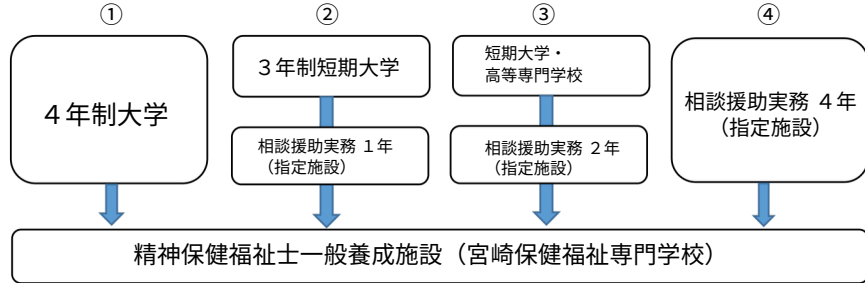 ①
４年制大学
②
３年制短期大学
相談援助実務 １年
（指定施設）
③
短期大学・
高等専門学校
相談援助実務 ２年
（指定施設）
④
相談援助実務 ４年
（指定施設）
精神保健福祉士一般養成施設（宮崎保健福祉専門学校）